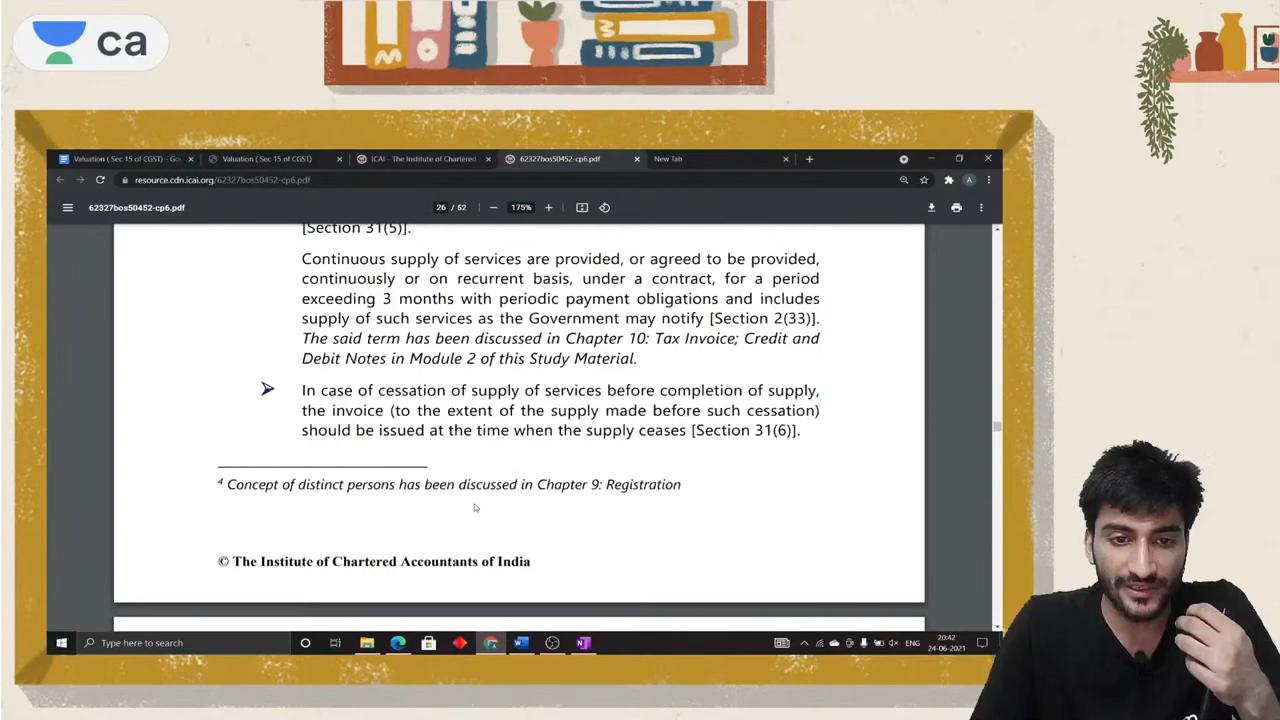 ca
Valuation ( Sec 15 of CGST) - Go
Valuation ( Sec 15 of CGST)
ICAI - The Institute of Chartered
62327bos50452-cp6.pdf
New Tab
resource.cdn.icai.org/62327bos50452-cp6.pdf
A
62327bos50452-cp6.pdf
26 / 52
175%
[Section 31(5)].
Continuous supply of services are provided, or agreed to be provided,
continuously or on recurrent basis, under a contract, for a period
exceeding 3 months with periodic payment obligations and includes
supply of such services as the Government may notify [Section 2(33)].
The said term has been discussed in Chapter 10: Tax Invoice; Credit and
Debit Notes in Module 2 of this Study Material.
In case of cessation of supply of services before completion of supply,
the invoice (to the extent of the supply made before such cessation)
should be issued at the time when the supply ceases [Section 31(6)].
4 Concept of distinct persons has been discussed in Chapter 9: Registration
© The Institute of Chartered Accountants of India
Type here to search
ENG
20:42
24-06-2021